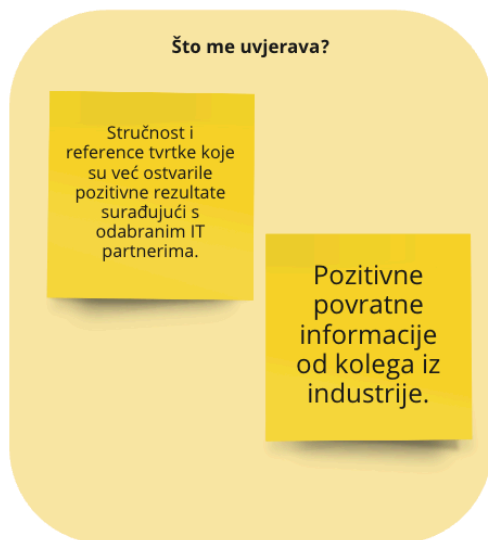 Što me uvjerava?
Stručnost i
reference tvrtke koje
su već ostvarile
pozitivne rezultate
surađujući s
odabranim IT
partnerima.
Pozitivne
povratne
informacije
od kolega iz
industrije.